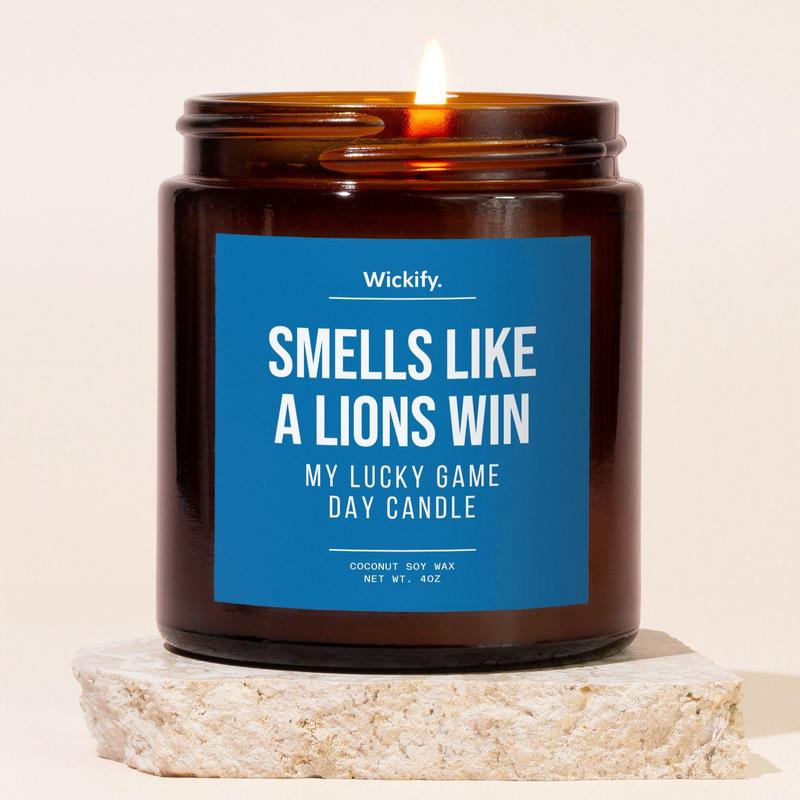 Wickify.
SMELLS LIKE
A LIONS WIN
MY LUCKY GAME
DAY CANDLE
COCONUT SOY WAX
NET WT. 4OZ